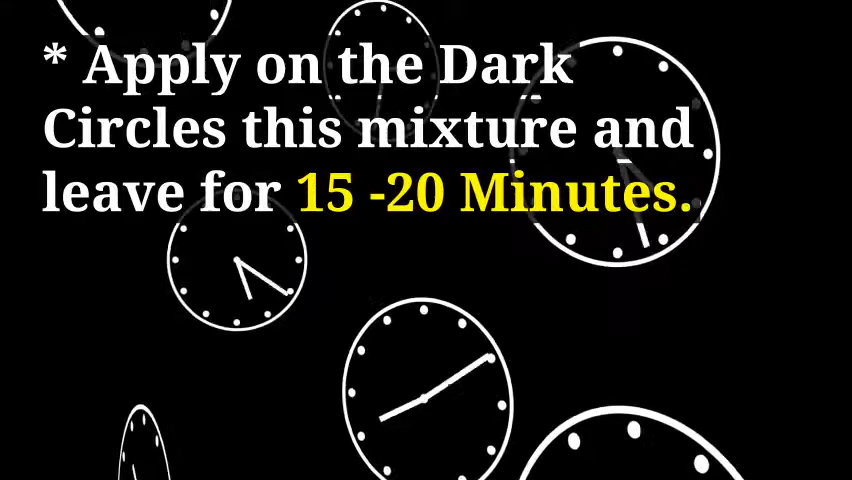 * Apply on the Dark
Circles this mixture and
leave for 15 -20 Minutes.